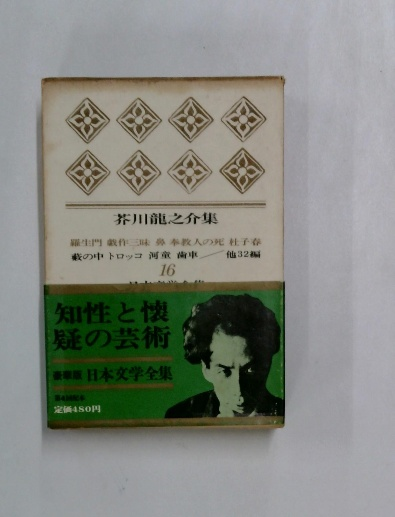 芥川龍之介集
羅生門 戯作三昧 鼻 奉教人の死 杜子春
藪の中 トロッコ 河童 歯車／他32編
16
知性と懐
疑の芸術
豪華版 日本文学全集
定価480円